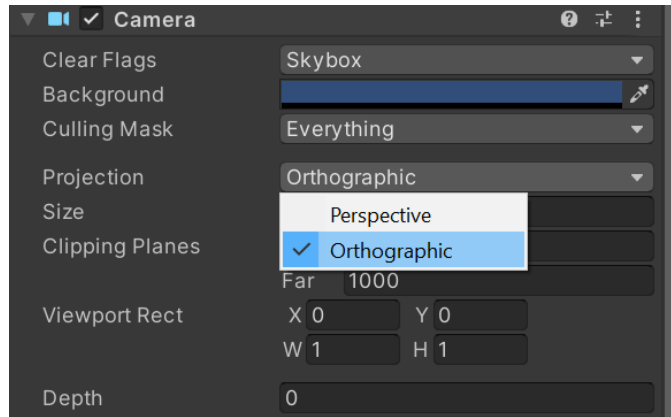 Camera
Clear Flags Skybox
Background
Culling Mask Everything
Projection Orthographic
Size
Perspective
Clipping Planes
Orthographic
Far 1000
Viewport Rect X 0 Y 0
W 1 H 1
Depth 0